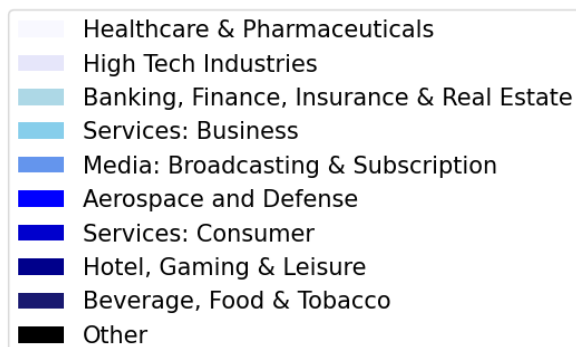 Healthcare & Pharmaceuticals
High Tech Industries
Banking, Finance, Insurance & Real Estate
Services: Business
Media: Broadcasting & Subscription
Aerospace and Defense
Services: Consumer
Hotel, Gaming & Leisure
Beverage, Food & Tobacco
Other